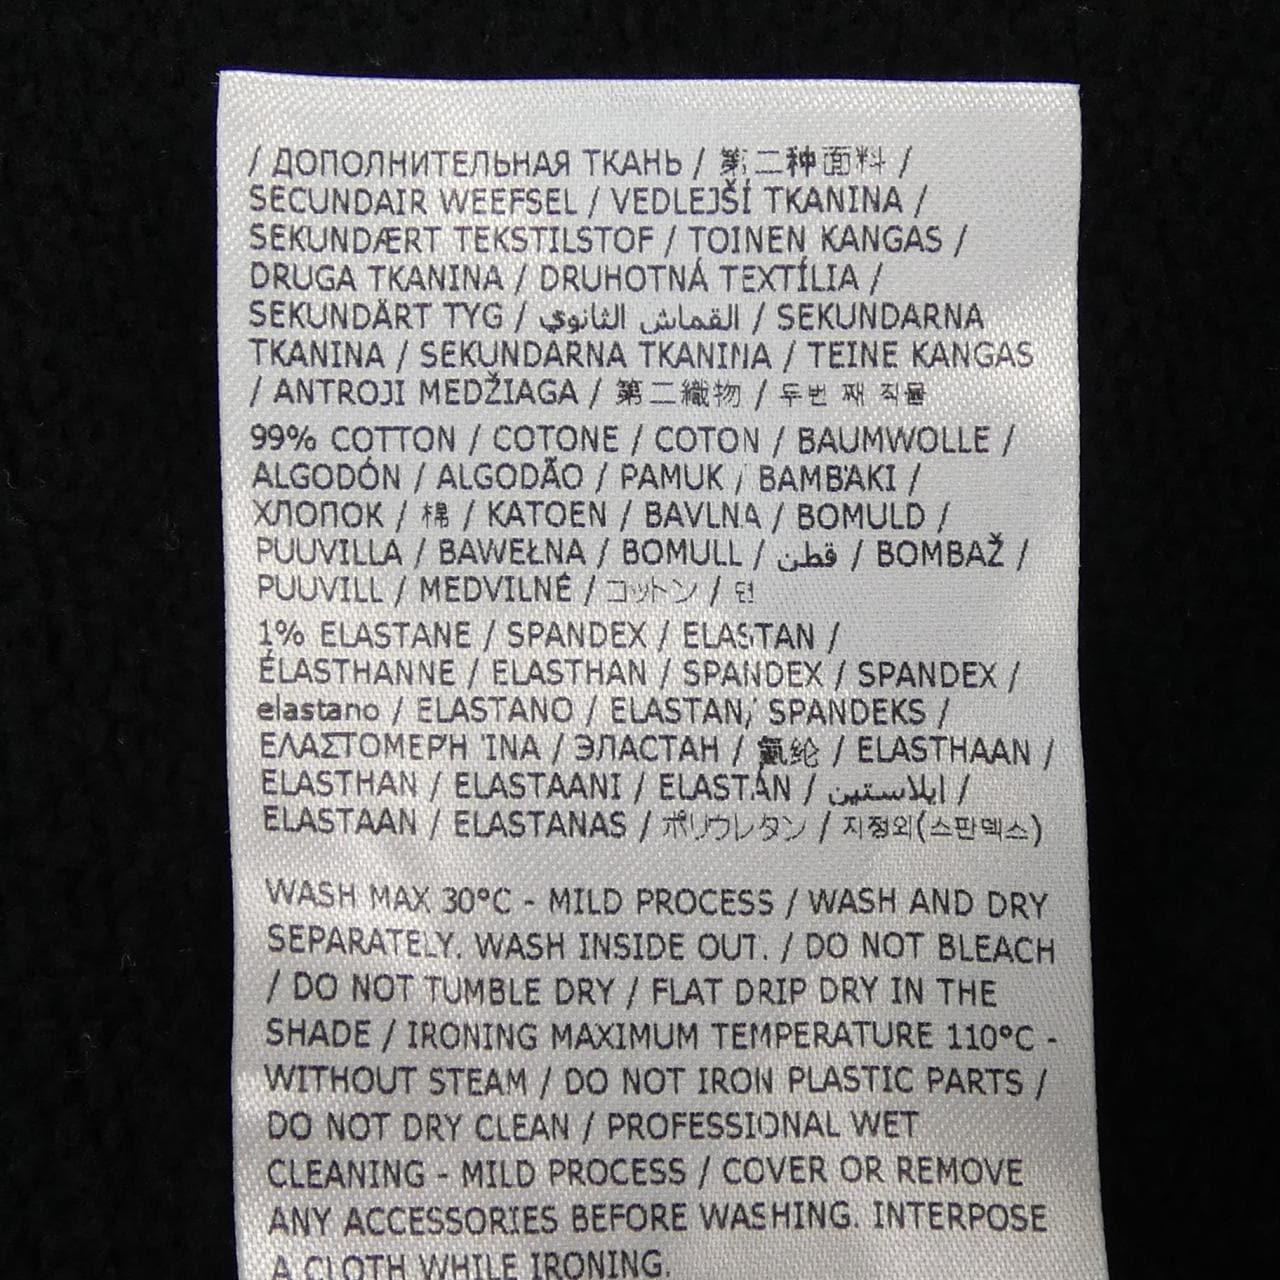 / ДОПОЛНИТЕЛЬНАЯ ТКАНЬ / 第二种面料 /
SECUNDAIR WEEFSEL / VEDLEJŠÍ TKANINA /
SEKUNDÆRT TEKSTILSTOF / TOINEN KANGAS /
DRUGA TKANINA / DRUHOTNÁ TEXTÍLIA /
SEKUNDÄRT TYG / القماش الثانوي / SEKUNDARNA
TKANINA / SEKUNDARNA TKANINA / TEINE KANGAS
/ ANTROJI MEDŽIAGA / 第二織物 / 두번 째 직물
99% COTTON / COTONE / COTON / BAUMWOLLE /
ALGODÓN / ALGODÃO / PAMUK / BAMB'AKI /
ХЛОПОК / 棉 / KATOEN / BAVLNA / BOMULD /
PUUVILLA / BAWEŁNA / BOMULL / قطن / BOMBAŽ /
PUUVILL / MEDVILNĖ / コットン / 면
1% ELASTANE / SPANDEX / ELASTAN /
ÉLASTHANNE / ELASTHAN / SPANDEX / SPANDEX /
elastano / ELASTANO / ELASTAN, SPANDEKS /
ΕΛΑΣΤΟΜΕΡ'Η 'ΙΝΑ / ЭЛАСТАН / 氨纶 / ELASTHAAN /
ELASTHAN / ELASTAANI / ELASTÁN / ايلاستين /
ELASTAAN / ELASTANAS / ポリウレタン / 지정외(스판덱스)
WASH MAX 30°C - MILD PROCESS / WASH AND DRY
SEPARATELY. WASH INSIDE OUT. / DO NOT BLEACH
/ DO NOT TUMBLE DRY / FLAT DRIP DRY IN THE
SHADE / IRONING MAXIMUM TEMPERATURE 110°C -
WITHOUT STEAM / DO NOT IRON PLASTIC PARTS /
DO NOT DRY CLEAN / PROFESSIONAL WET
CLEANING - MILD PROCESS / COVER OR REMOVE
ANY ACCESSORIES BEFORE WASHING. INTERPOSE
A CLOTH WHILE IRONING.